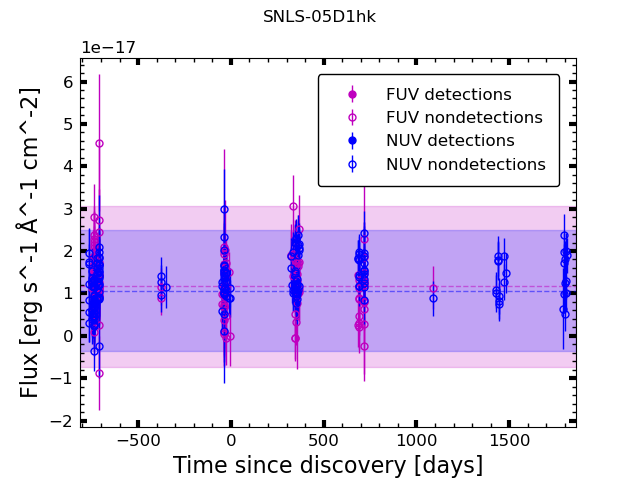 SNLS-05D1hk
1e−17
FUV detections
FUV nondetections
NUV detections
NUV nondetections
6
5
4
3
2
1
0
−1
−2
Flux [erg s^-1 Å^-1 cm^-2]
−500 0 500 1000 1500
Time since discovery [days]